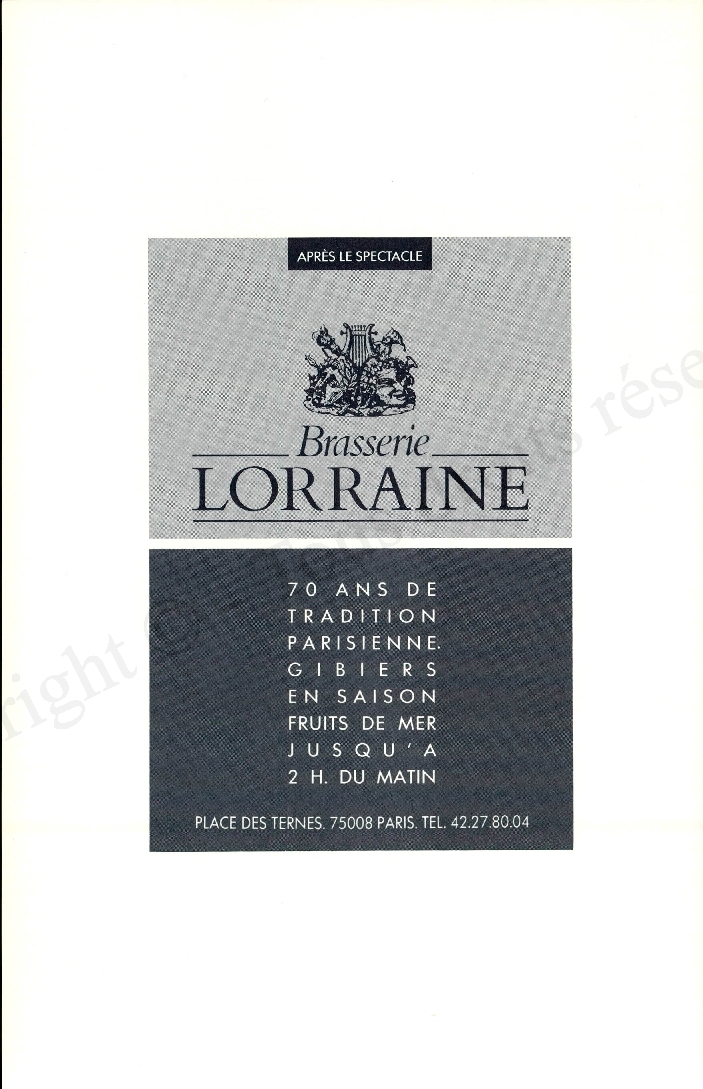 APRÈS LE SPECTACLE
Brasserie
LORRAINE
70 ANS DE
TRADITION
PARISIENNE.
GIBIERS
EN SAISON
FRUITS DE MER
JUSQU'A
2 H. DU MATIN
PLACE DES TERNES. 75008 PARIS. TEL. 42.27.80.04